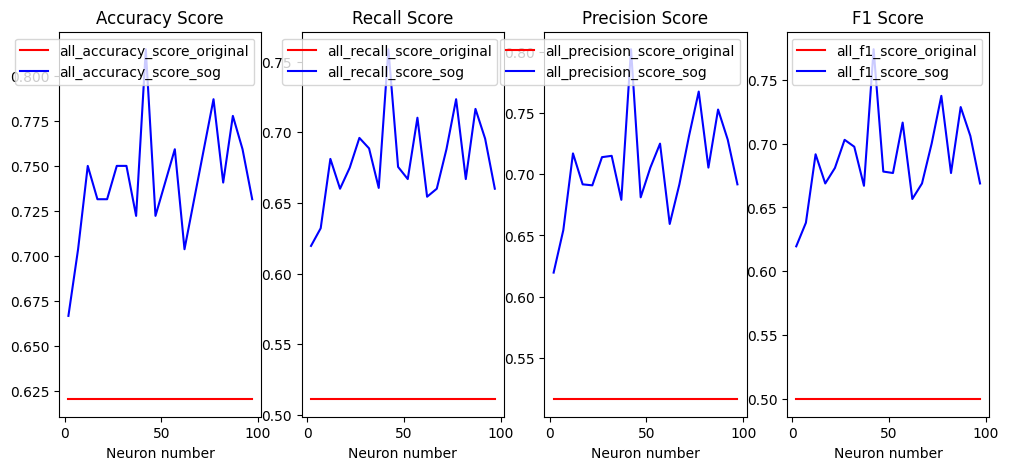 Accuracy Score
Recall Score
Precision Score
F1 Score
all_accuracy_score_original
all_accuracy_score_sog
all_recall_score_original
all_recall_score_sog
all_precision_score_original
all_precision_score_sog
all_f1_score_original
all_f1_score_sog
0.800
0.775
0.750
0.725
0.700
0.675
0.650
0.625
0
50
100
Neuron number
0.75
0.70
0.65
0.60
0.55
0.50
0
50
100
Neuron number
0.80
0.75
0.70
0.65
0.60
0.55
0
50
100
Neuron number
0.75
0.70
0.65
0.60
0.55
0.50
0
50
100
Neuron number